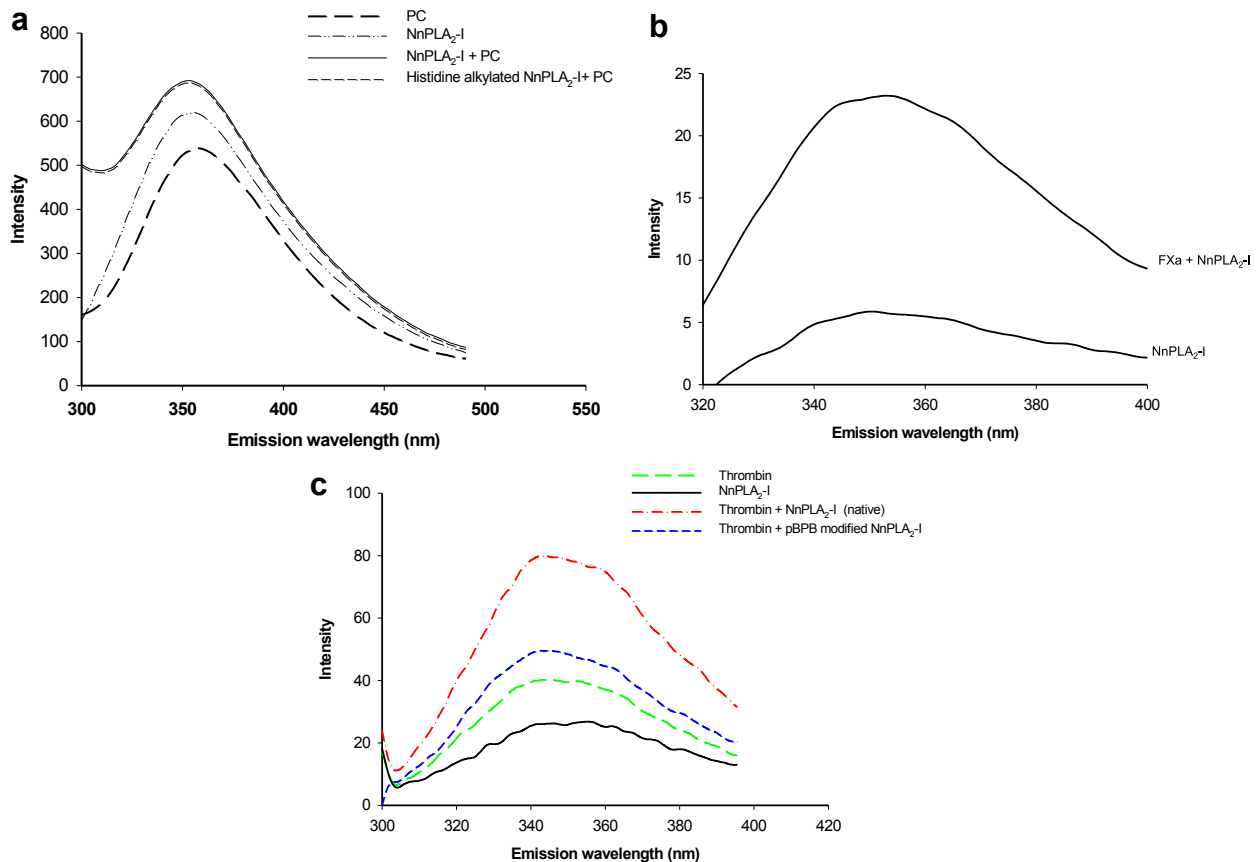 a
PC
NnPLA₂-I
NnPLA₂-I + PC
Histidine alkylated NnPLA₂-I+ PC
800
700
600
500
400
300
200
100
0
Intensity
300 350 400 450 500 550
Emission wavelength (nm)
b
25
20
15
10
5
0
Intensity
FXa + NnPLA₂-I
NnPLA₂-I
320 340 360 380 400
Emission wavelength (nm)
c
Thrombin
NnPLA₂-I
Thrombin + NnPLA₂-I (native)
Thrombin + pBPB modified NnPLA₂-I
100
80
60
40
20
0
Intensity
300 320 340 360 380 400 420
Emission wavelength (nm)